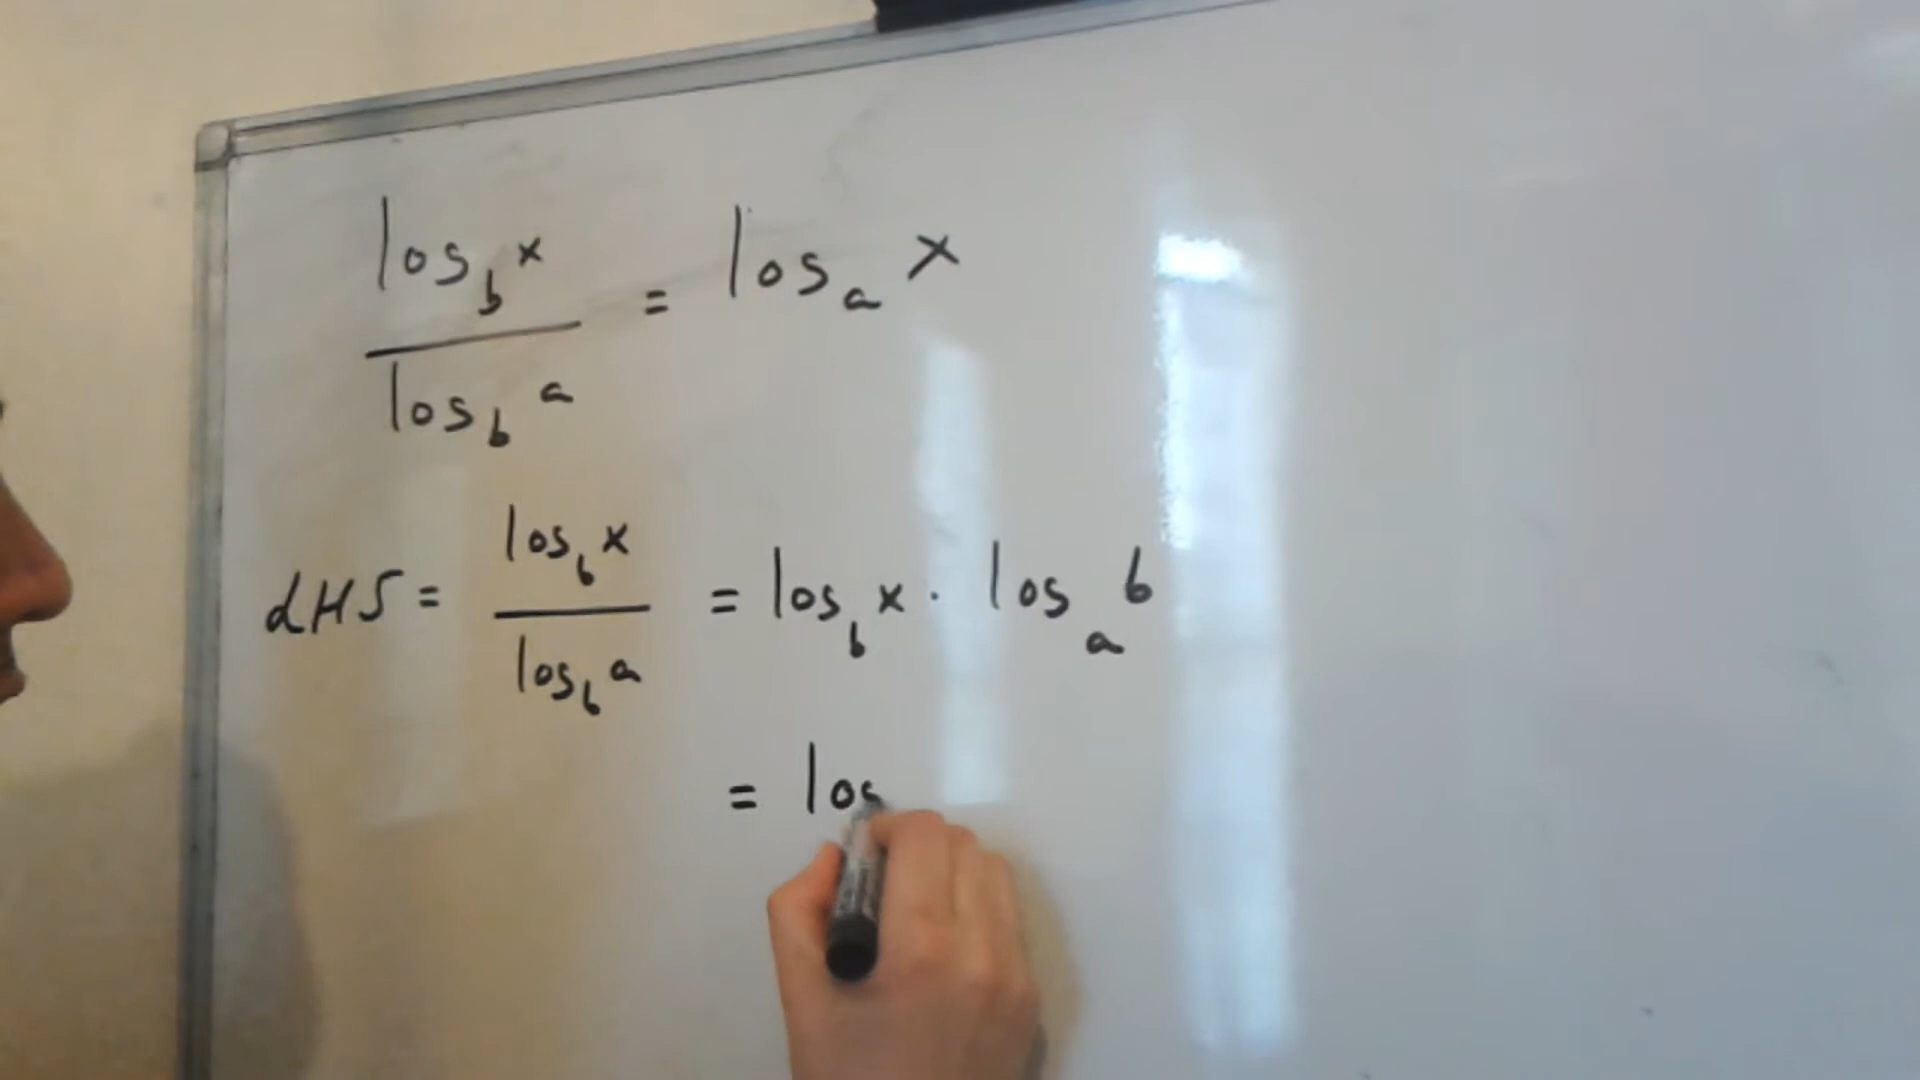 log_b x / log_b a = log_a x
LHS = log_b x / log_b a = log_b x · log_a b
= log